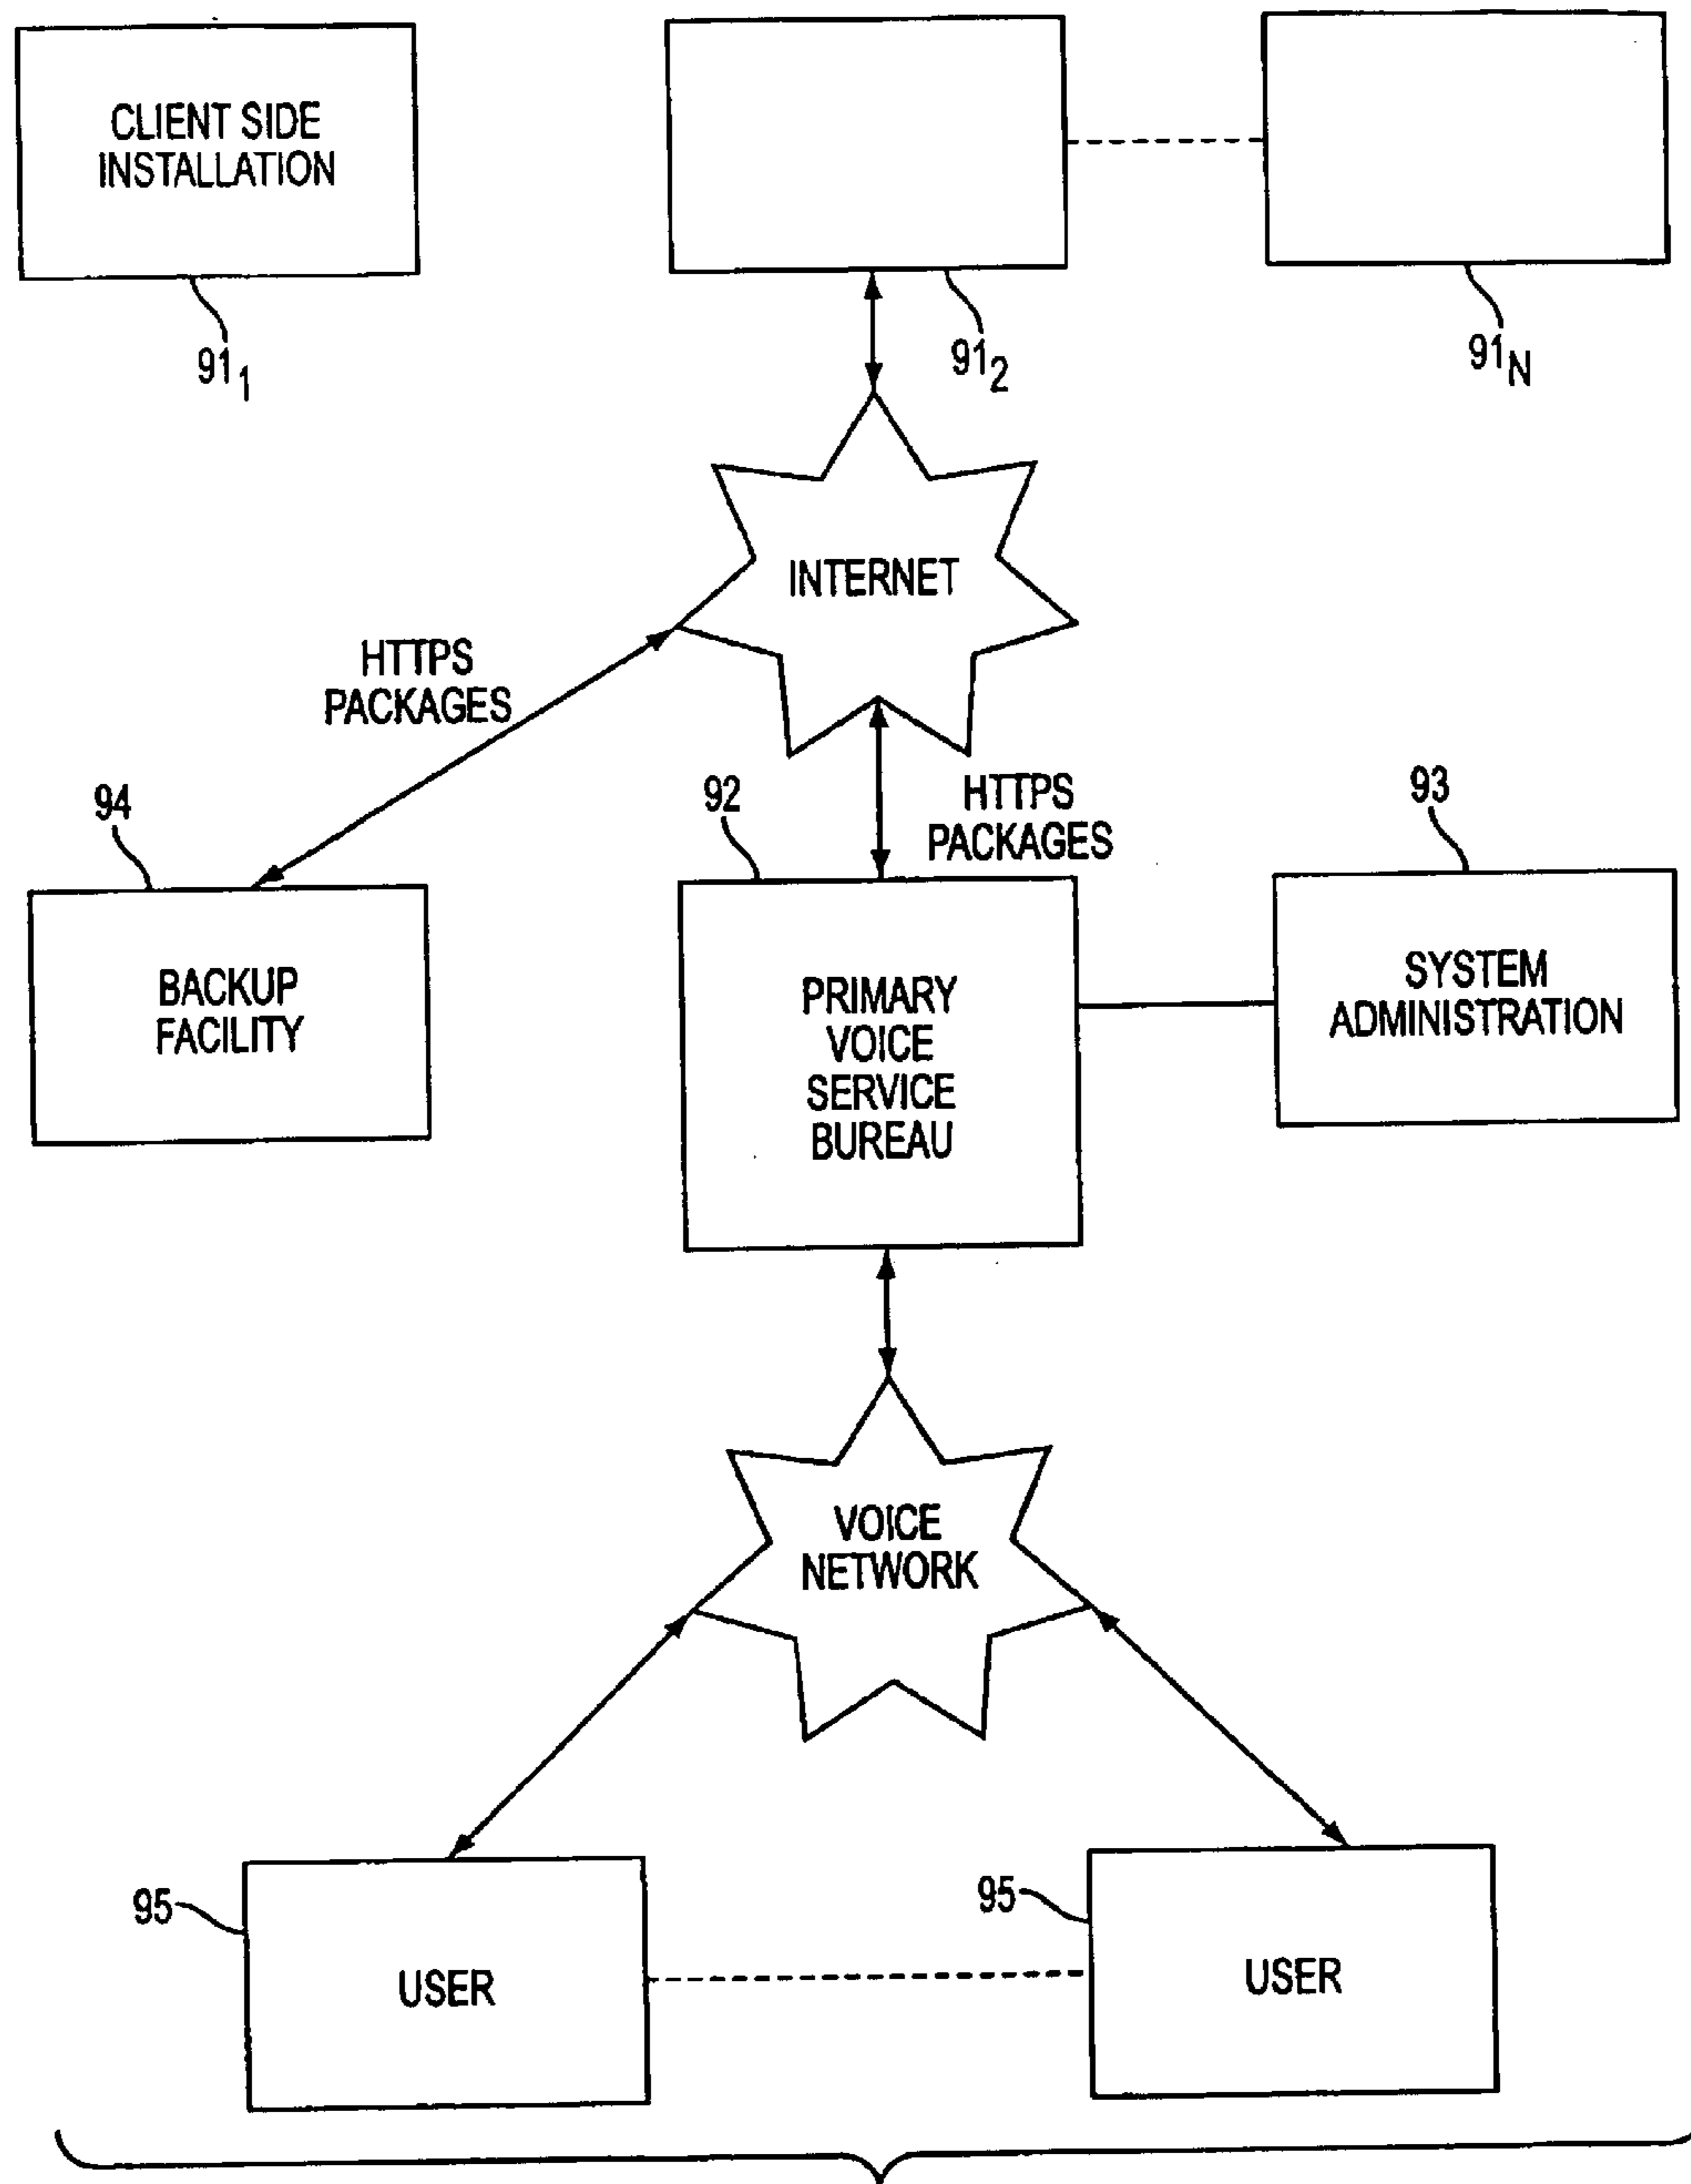 CLIENT SIDE
INSTALLATION
91₁
91₂
91N
INTERNET
HTTPS
PACKAGES
94
92
HTTPS
PACKAGES
93
BACKUP
FACILITY
PRIMARY
VOICE
SERVICE
BUREAU
SYSTEM
ADMINISTRATION
VOICE
NETWORK
95
USER
95
USER